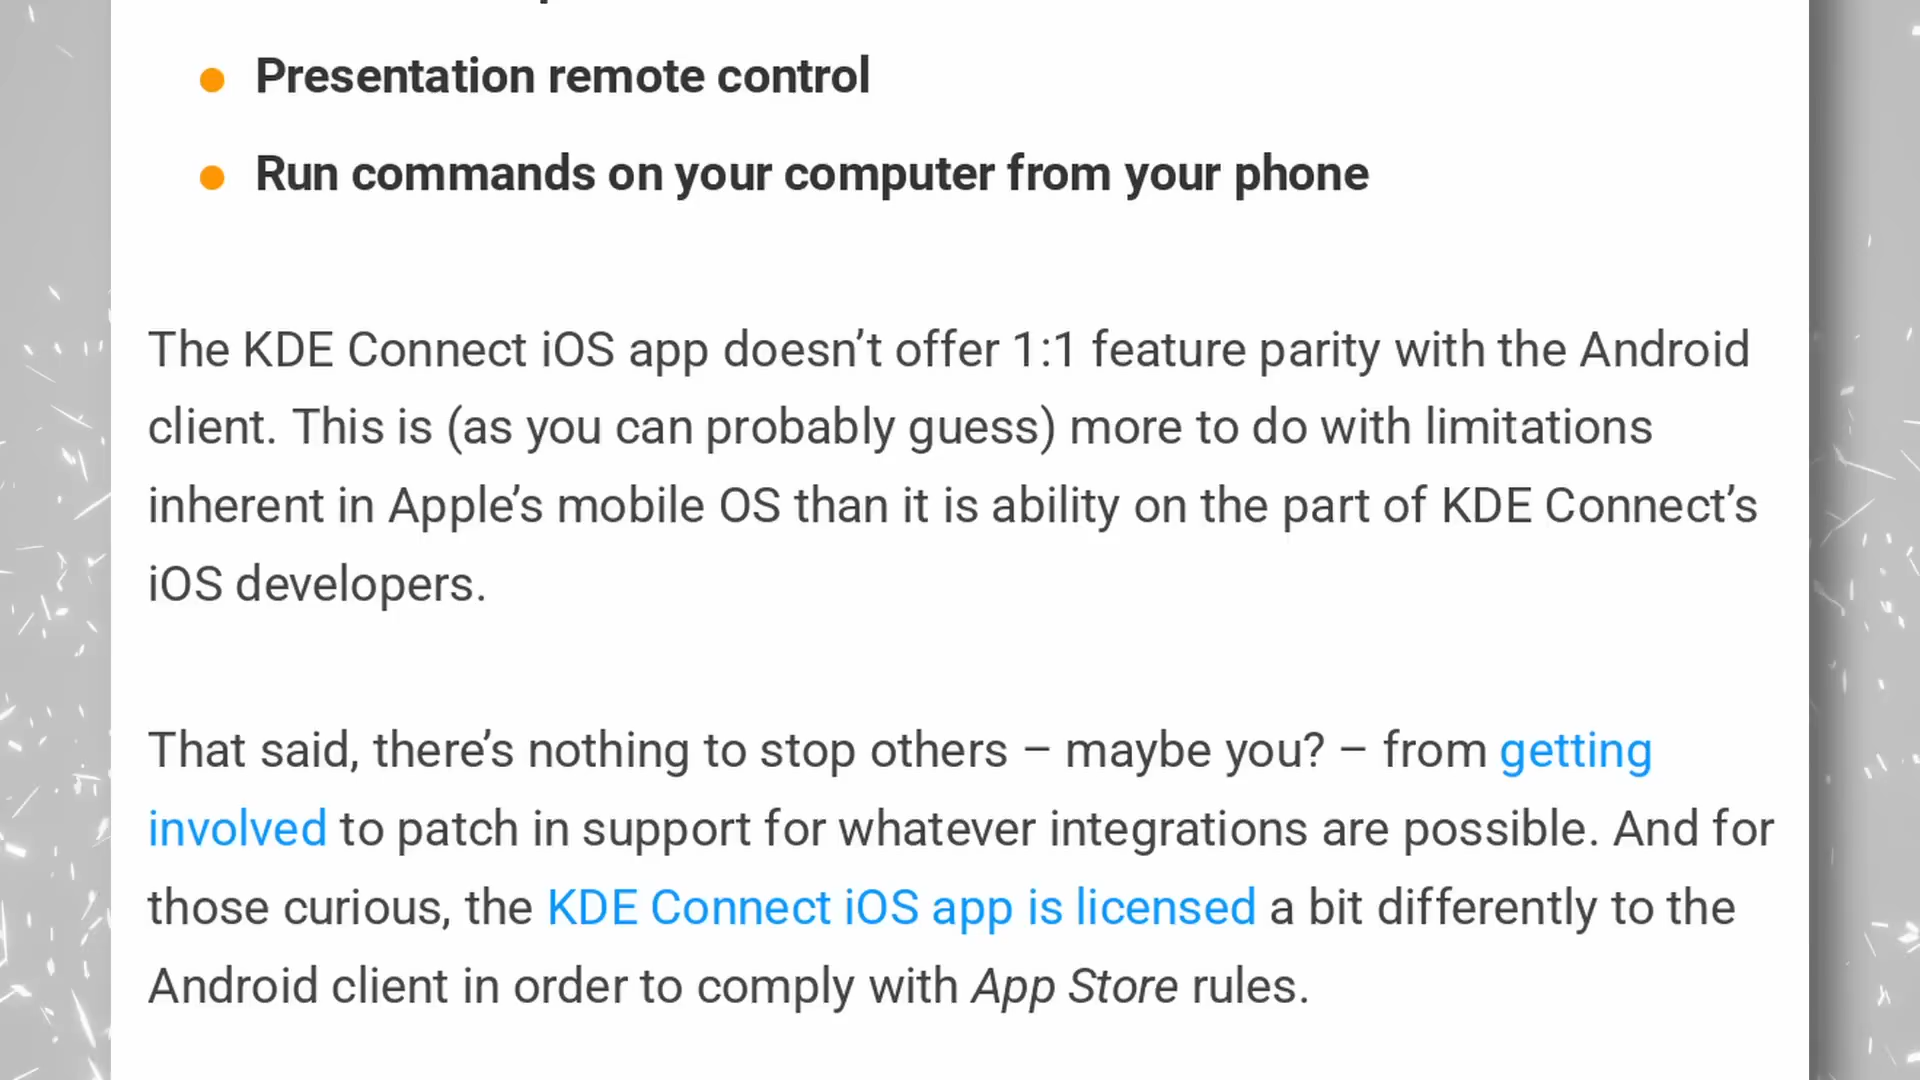 Presentation remote control
Run commands on your computer from your phone
The KDE Connect iOS app doesn’t offer 1:1 feature parity with the Android
client. This is (as you can probably guess) more to do with limitations
inherent in Apple’s mobile OS than it is ability on the part of KDE Connect’s
iOS developers.
That said, there’s nothing to stop others – maybe you? – from getting
involved to patch in support for whatever integrations are possible. And for
those curious, the KDE Connect iOS app is licensed a bit differently to the
Android client in order to comply with App Store rules.